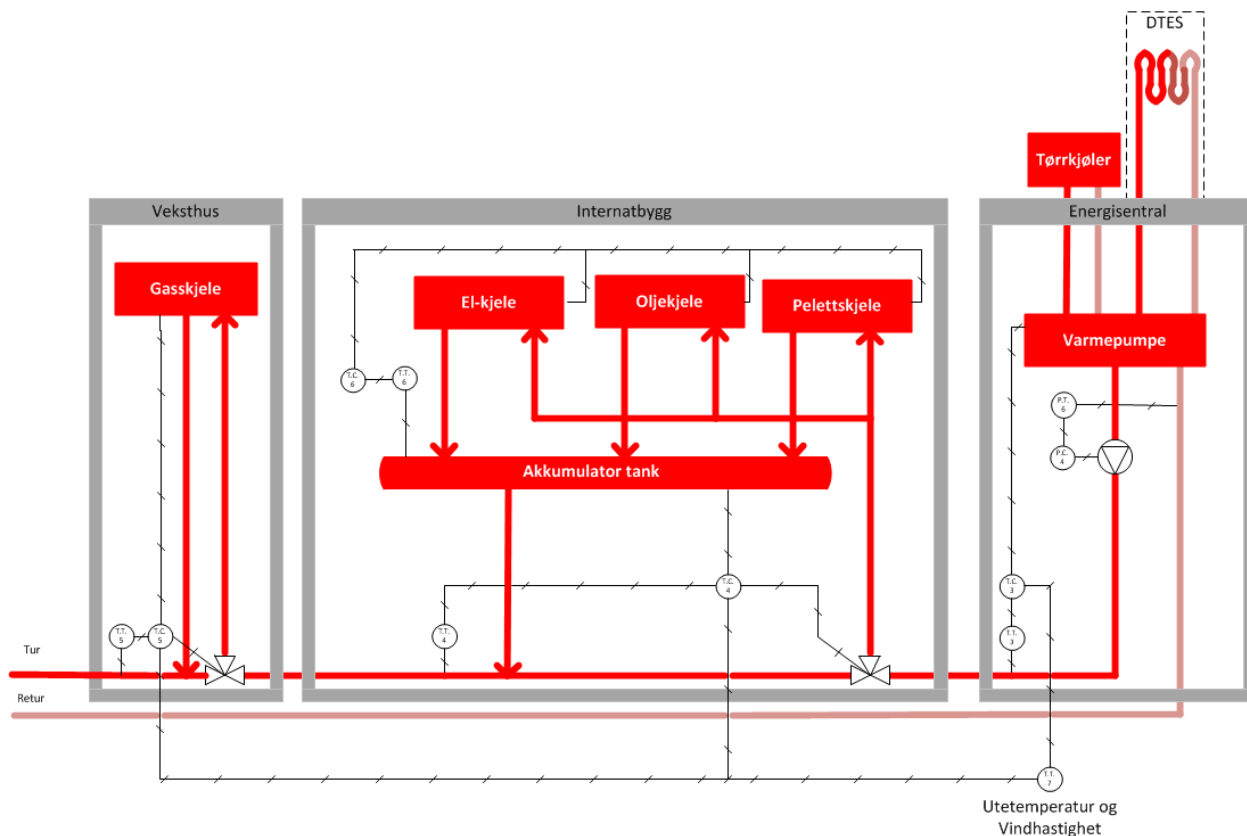 DTES
Tørrkjøler
Veksthus
Internatbygg
Energisentral
Gasskjele
El-kjele
Oljekjele
Pelettskjele
Varmepumpe
T.C.
6
T.T.
6
P.T.
6
P.C.
4
Akkumulator tank
T.C.
4
T.C.
3
T.T.
5
T.C.
5
T.T.
4
T.T.
3
Tur
Retur
T.T.
7
Utetemperatur og
Vindhastighet